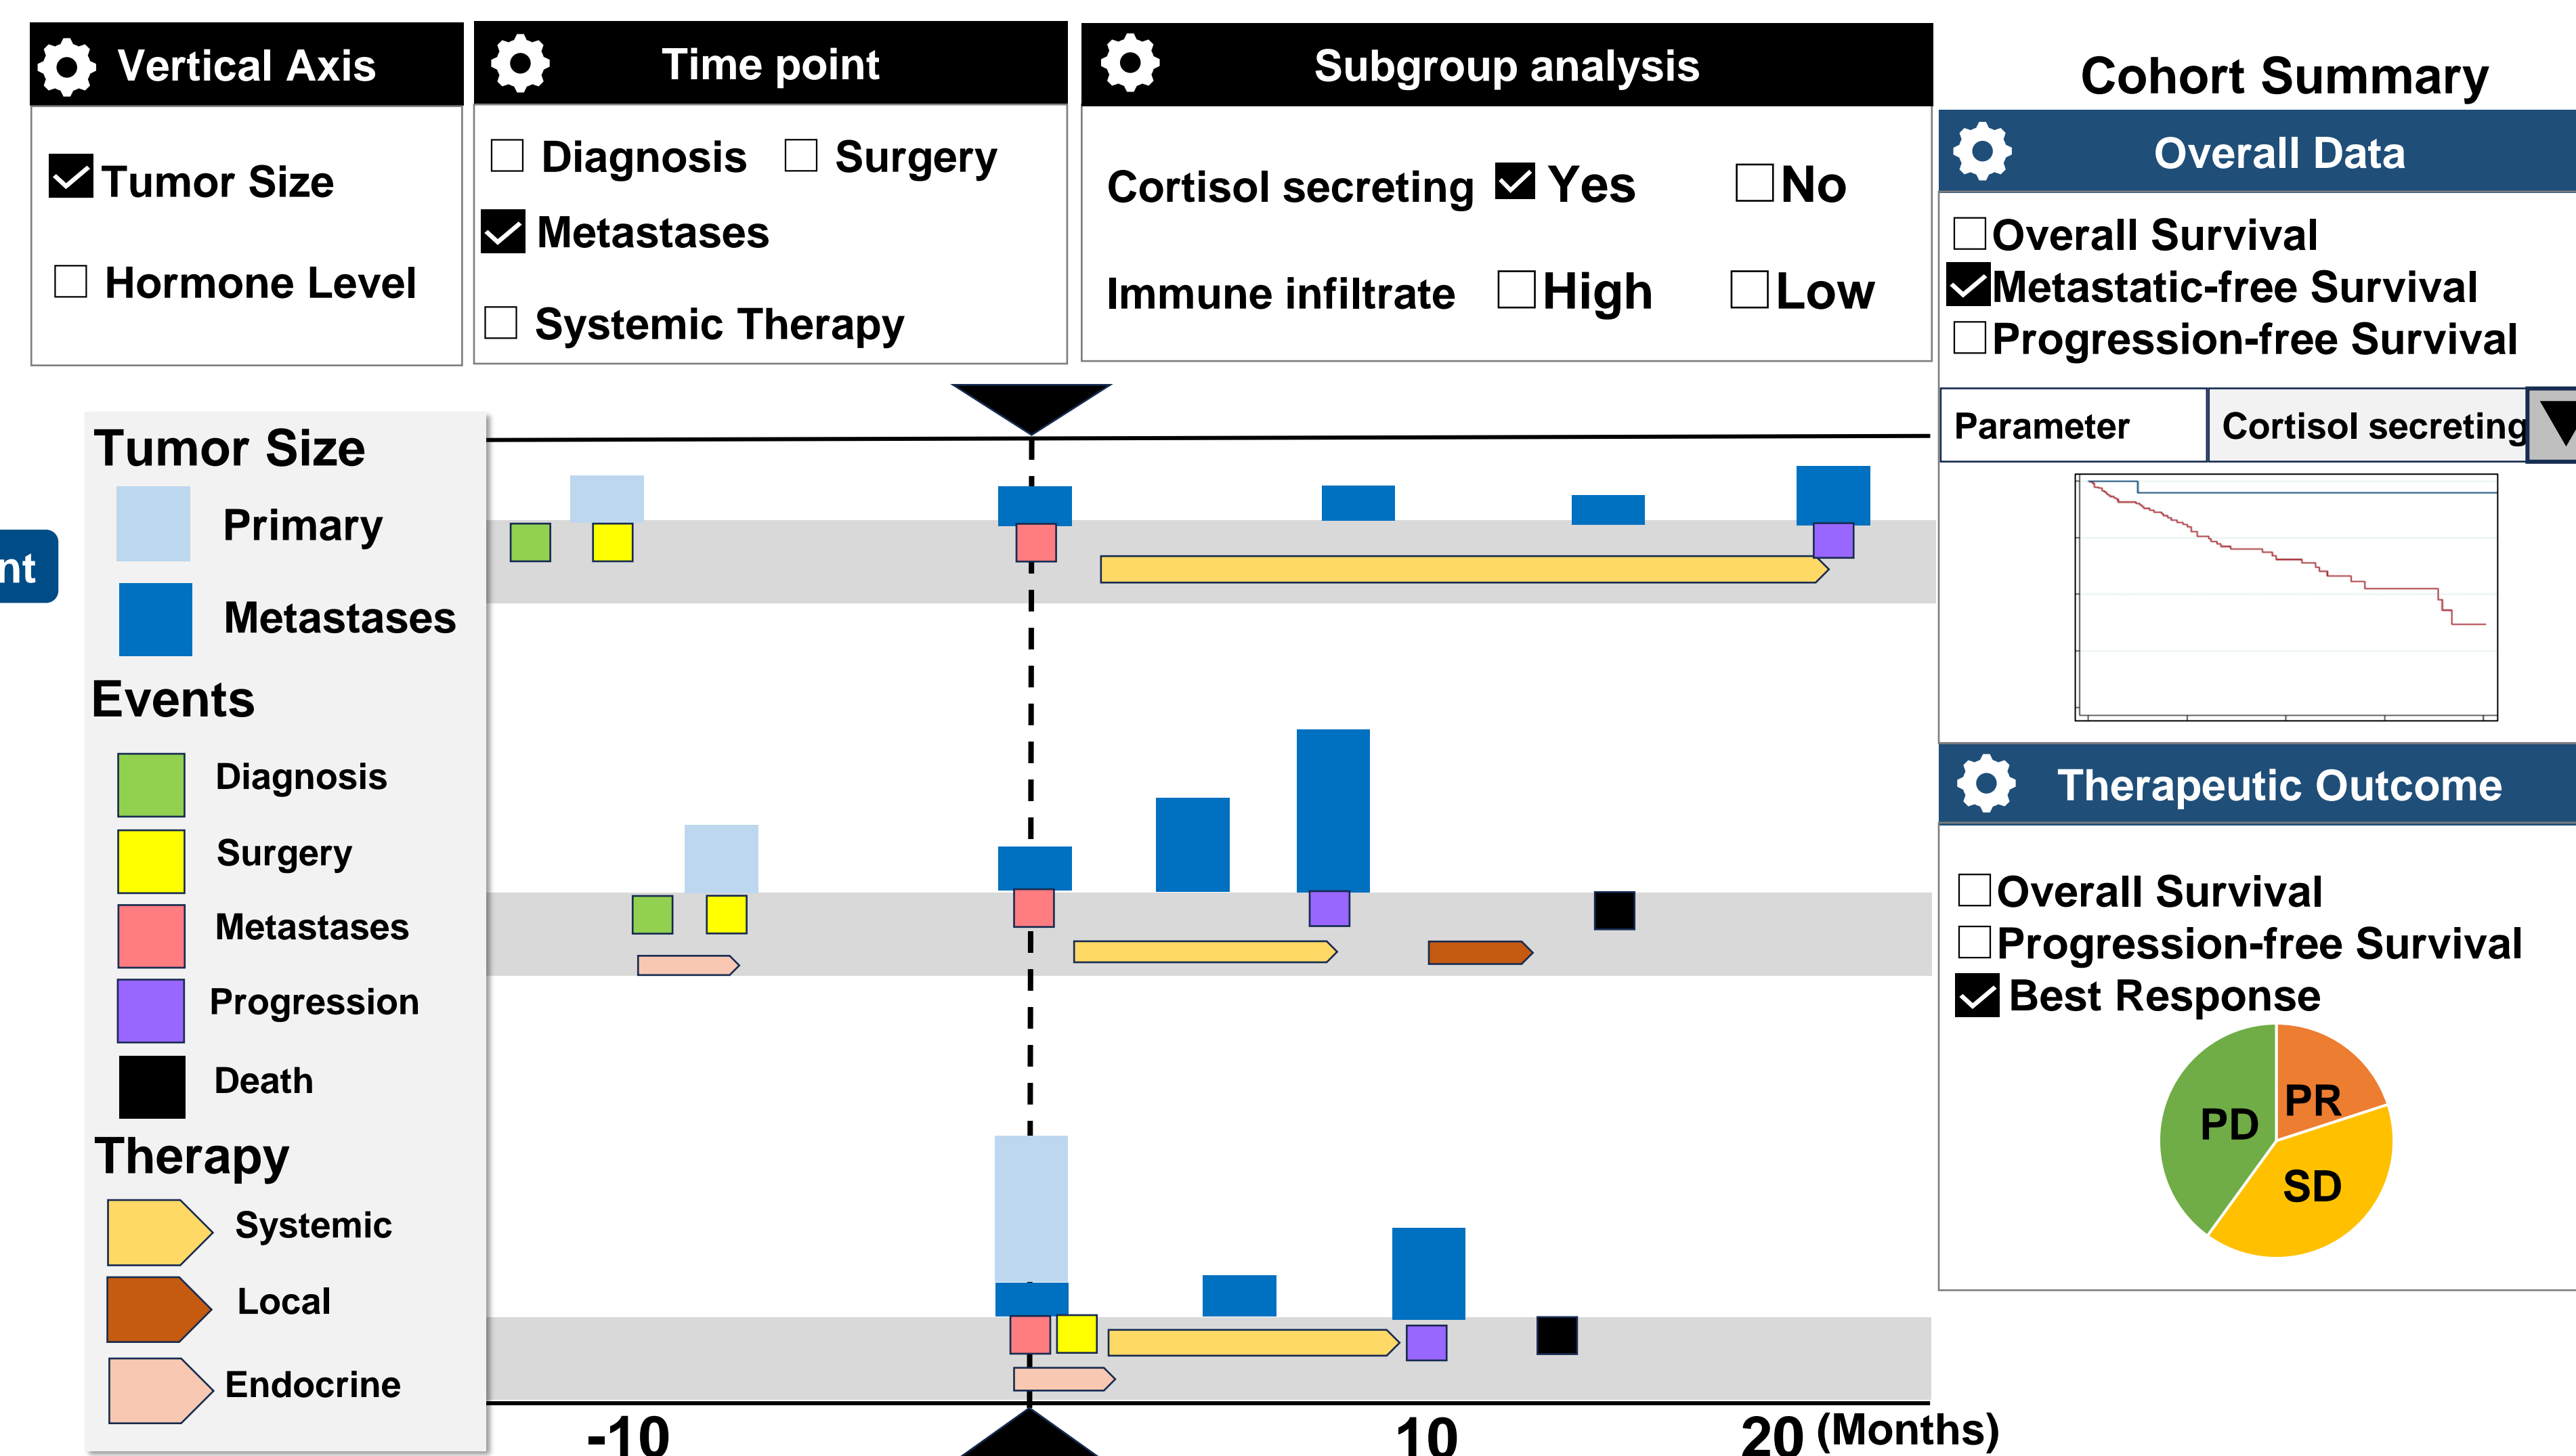 Vertical Axis
Tumor Size
Hormone Level
Time point
Diagnosis Surgery
Metastases
Systemic Therapy
Subgroup analysis
Cortisol secreting Yes No
Immune infiltrate High Low
Cohort Summary
Overall Data
Overall Survival
Metastatic-free Survival
Progression-free Survival
Parameter Cortisol secreting
Therapeutic Outcome
Overall Survival
Progression-free Survival
Best Response
PD PR
SD
nt
Tumor Size
Primary
Metastases
Events
Diagnosis
Surgery
Metastases
Progression
Death
Therapy
Systemic
Local
Endocrine
-10 10 20 (Months)